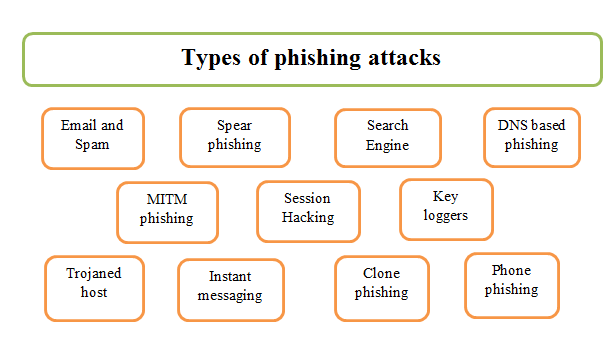 Types of phishing attacks
Email and
Spam
Spear
phishing
Search
Engine
DNS based
phishing
MITM
phishing
Session
Hacking
Key
loggers
Trojaned
host
Instant
messaging
Clone
phishing
Phone
phishing